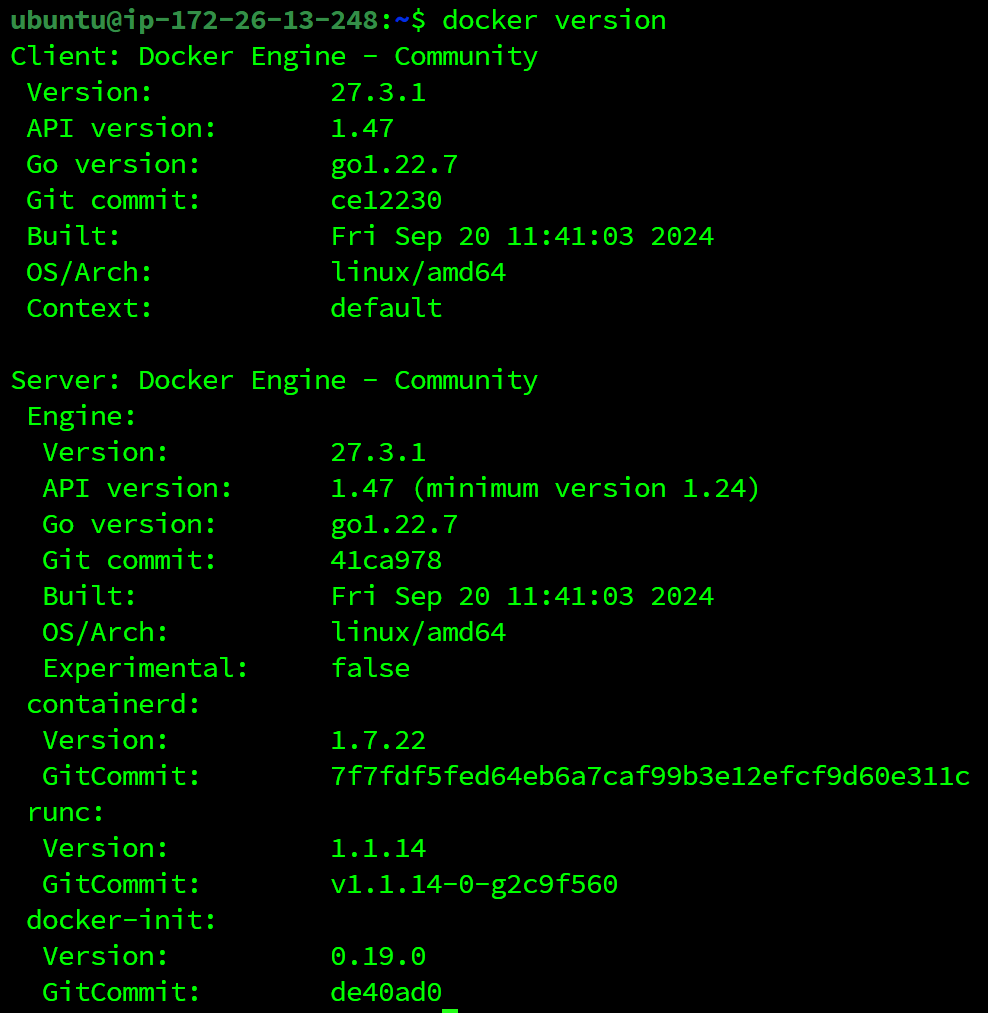 ubuntu@ip-172-26-13-248:~$ docker version
Client: Docker Engine - Community
 Version:           27.3.1
 API version:       1.47
 Go version:        go1.22.7
 Git commit:        ce12230
 Built:             Fri Sep 20 11:41:03 2024
 OS/Arch:           linux/amd64
 Context:           default

Server: Docker Engine - Community
 Engine:
  Version:          27.3.1
  API version:      1.47 (minimum version 1.24)
  Go version:       go1.22.7
  Git commit:       41ca978
  Built:            Fri Sep 20 11:41:03 2024
  OS/Arch:          linux/amd64
  Experimental:     false
 containerd:
  Version:          1.7.22
  GitCommit:        7f7fdf5fed64eb6a7caf99b3e12efcf9d60e311c
 runc:
  Version:          1.1.14
  GitCommit:        v1.1.14-0-g2c9f560
 docker-init:
  Version:          0.19.0
  GitCommit:        de40ad0